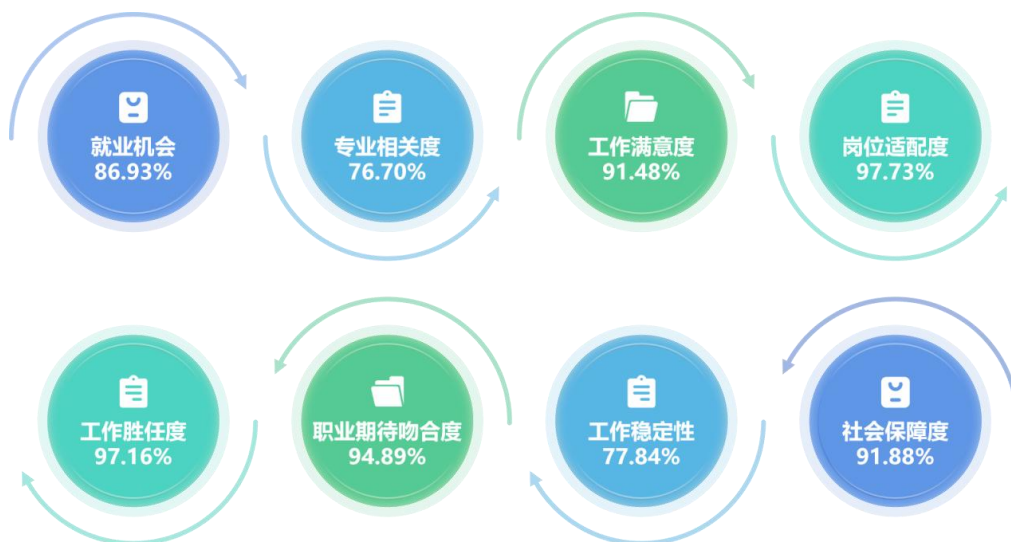 就业机会
86.93%
专业相关度
76.70%
工作满意度
91.48%
岗位适配度
97.73%
工作胜任度
97.16%
职业期待吻合度
94.89%
工作稳定性
77.84%
社会保障度
91.88%